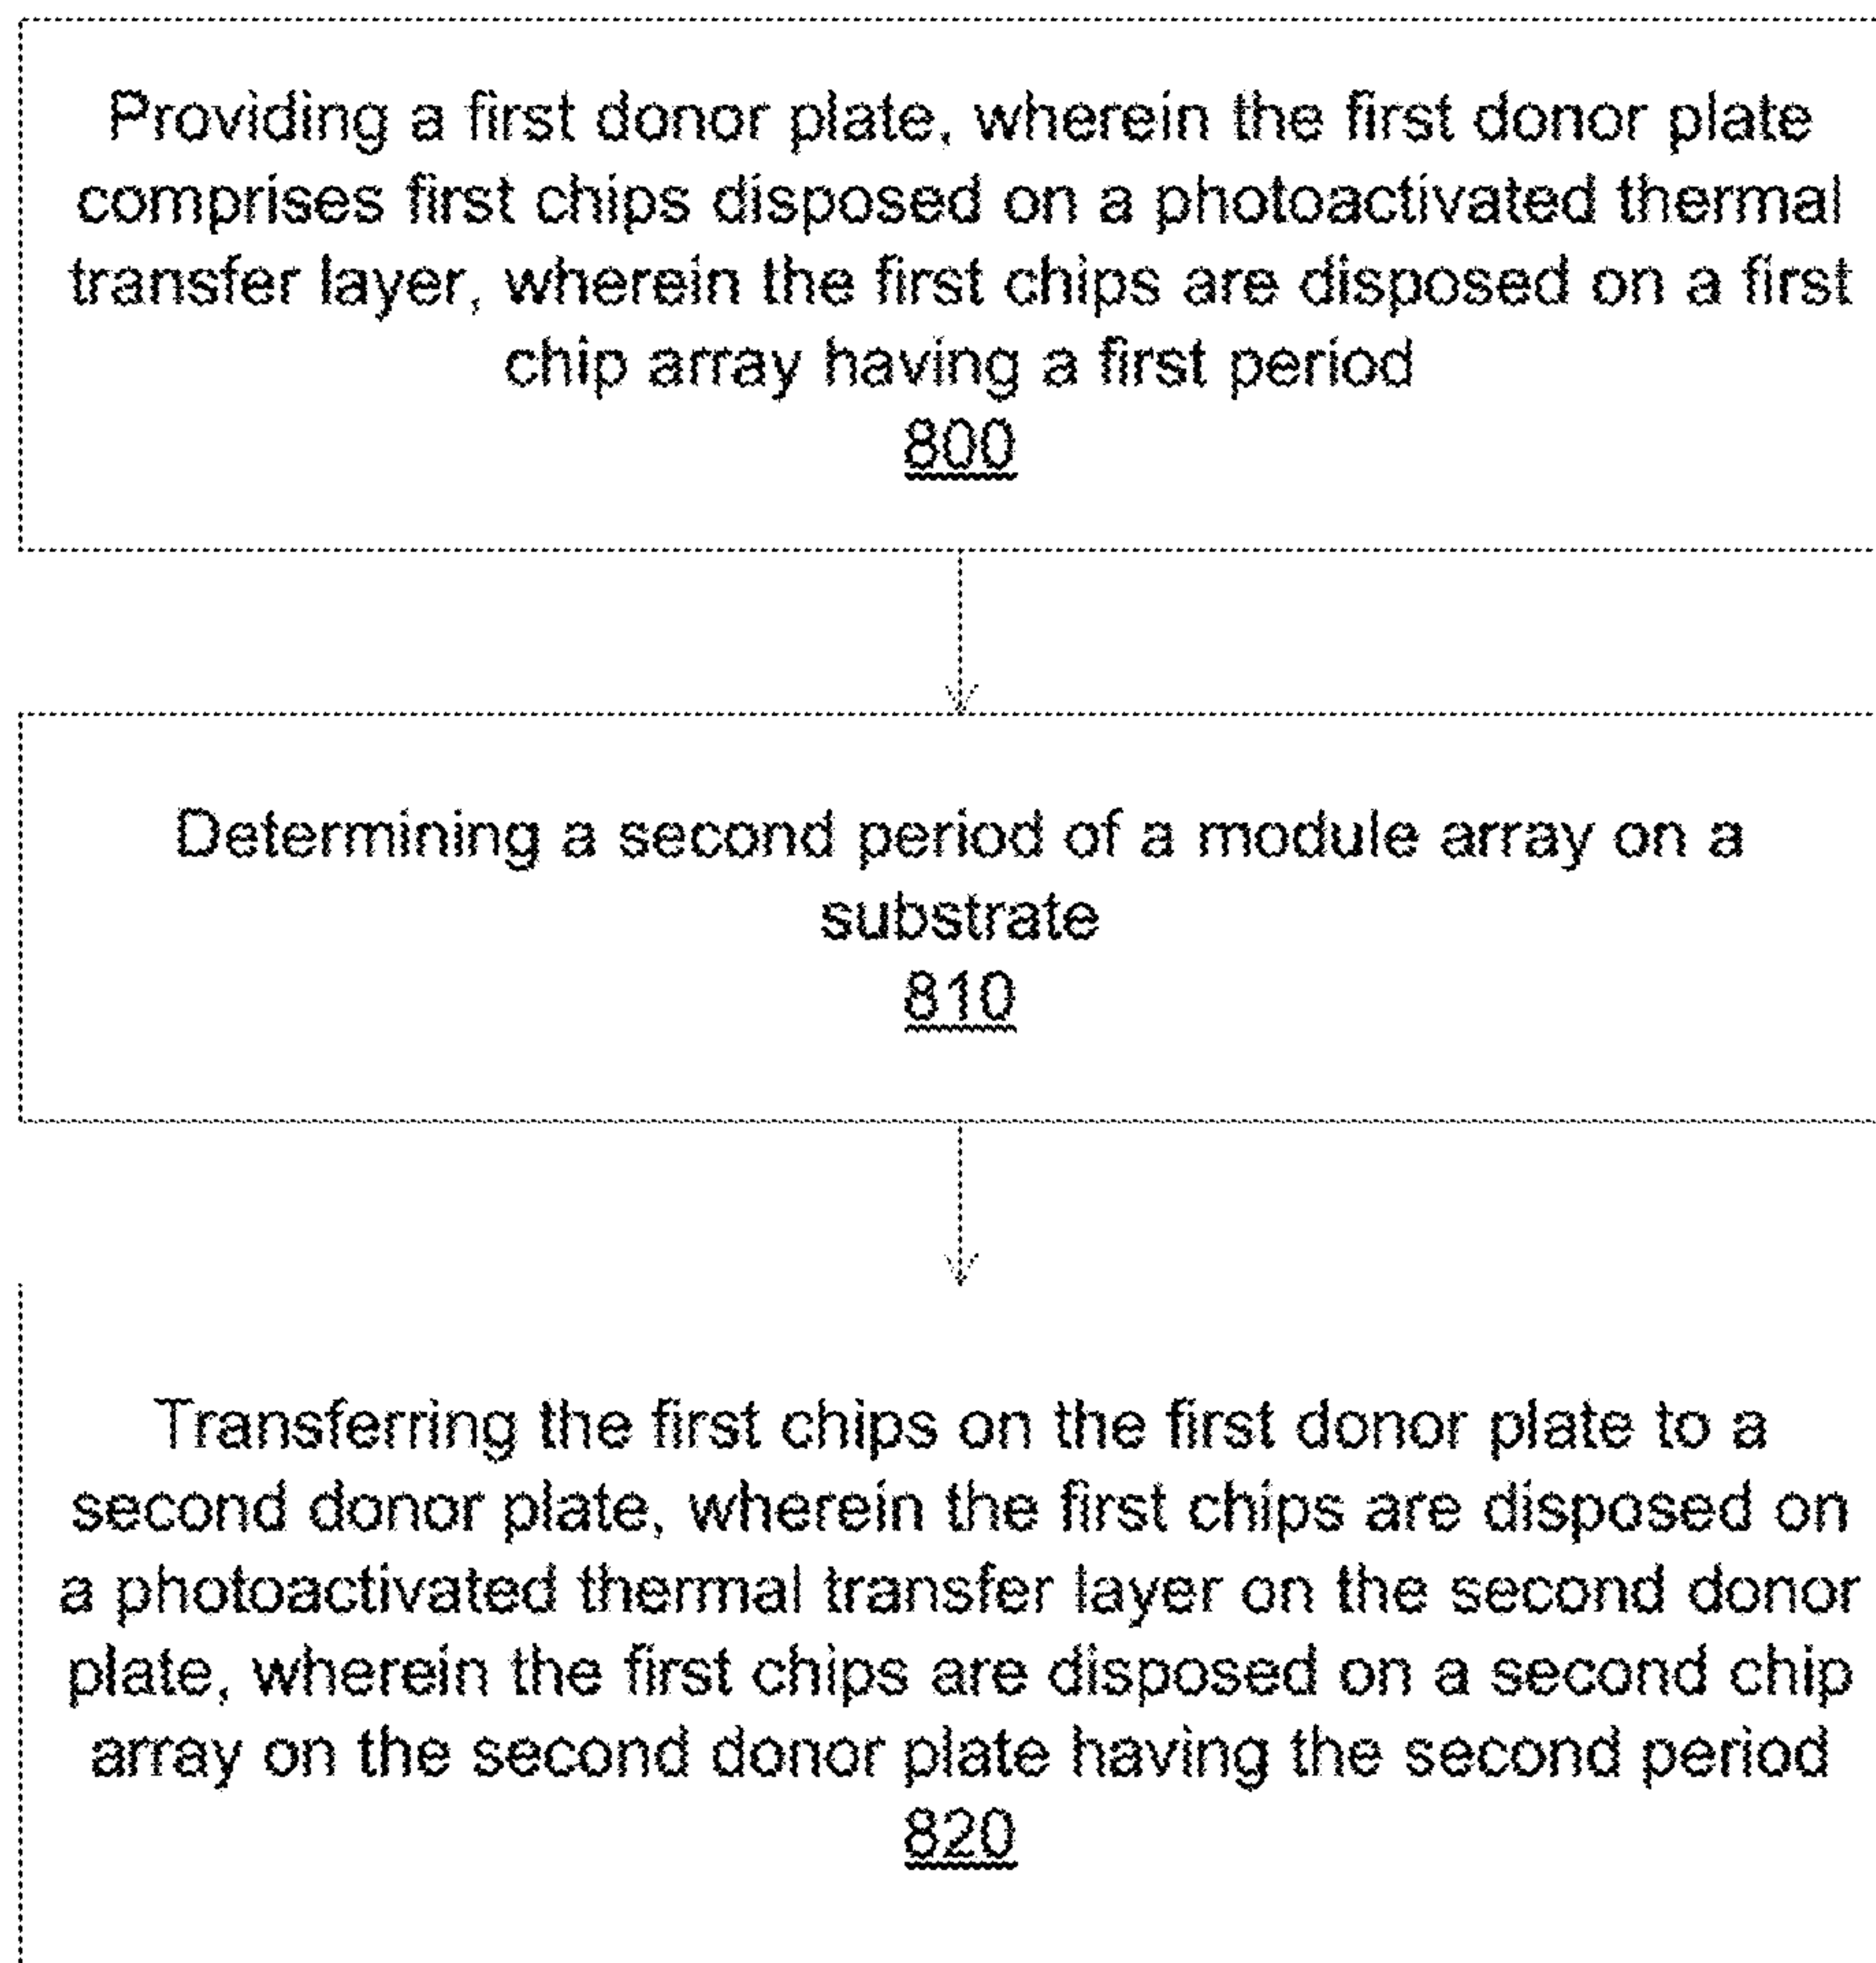 Providing a first donor plate, wherein the first donor plate
comprises first chips disposed on a photoactivated thermal
transfer layer, wherein the first chips are disposed on a first
chip array having a first period
800
Determining a second period of a module array on a
substrate
810
Transferring the first chips on the first donor plate to a
second donor plate, wherein the first chips are disposed on
a photoactivated thermal transfer layer on the second donor
plate, wherein the first chips are disposed on a second chip
array on the second donor plate having the second period
820